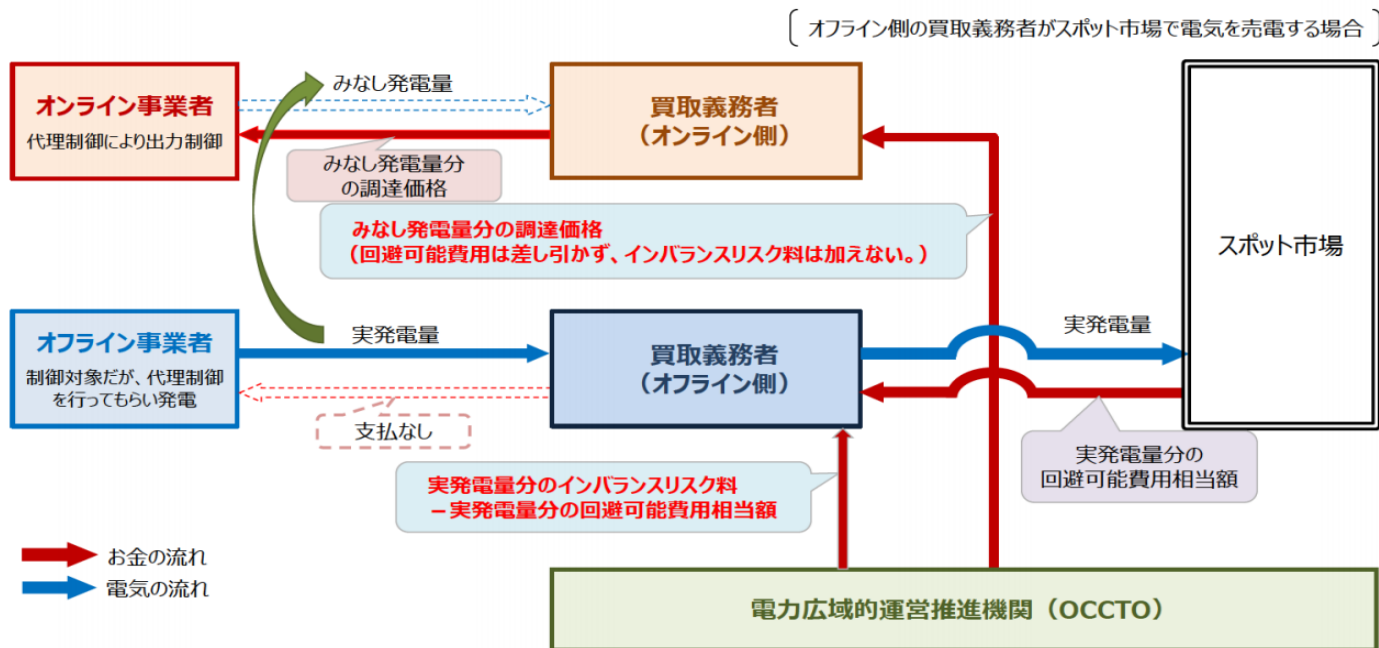 オフライン側の買取義務者がスポット市場で電気を売電する場合
オンライン事業者
代理制御により出力制御
みなし発電量
買取義務者
(オンライン側)
みなし発電量分
の調達価格
みなし発電量分の調達価格
(回避可能費用は差し引かず、インバランスリスク料は加えない。)
スポット市場
オフライン事業者
制御対象だが、代理制御
を行ってもらい発電
実発電量
買取義務者
(オフライン側)
実発電量
支払なし
実発電量分のインバランスリスク料
-実発電量分の回避可能費用相当額
実発電量分の
回避可能費用相当額
お金の流れ
電気の流れ
電力広域的運営推進機関(OCCTO)